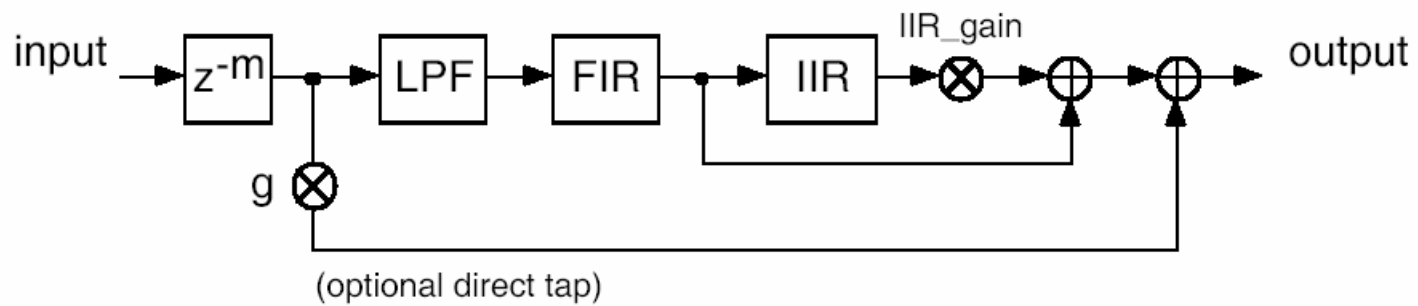 IIR_gain
input
z-m
LPF
FIR
IIR
output
g
(optional direct tap)